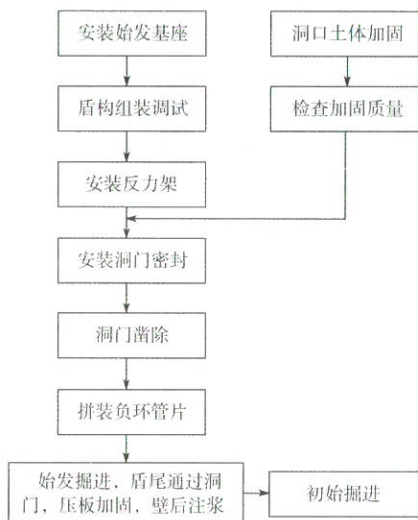 安装始发基座
洞口土体加固
盾构组装调试
检查加固质量
安装反力架
安装洞门密封
洞门凿除
拼装负环管片
始发掘进，盾尾通过洞
门，压板加固，壁后注浆
初始掘进